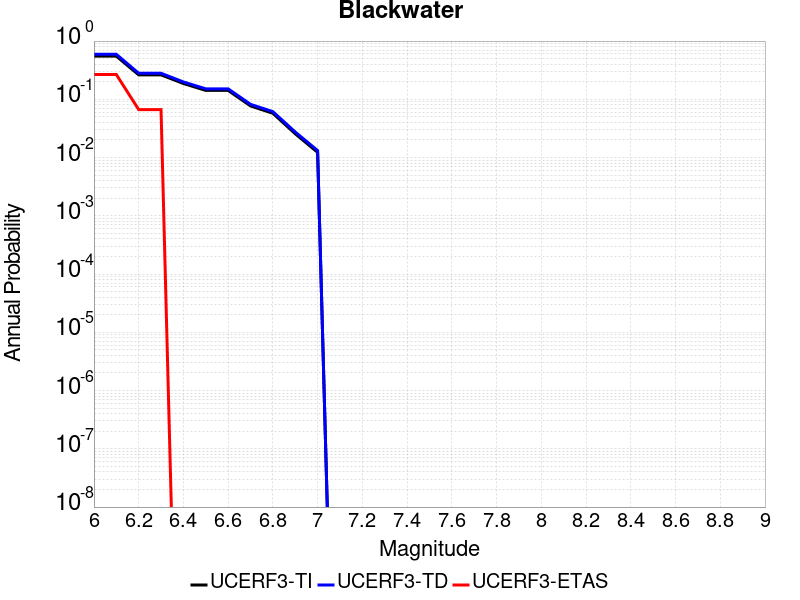 Blackwater
10^0
10^-1
10^-2
10^-3
10^-4
10^-5
10^-6
10^-7
10^-8
Annual Probability
6 6.2 6.4 6.6 6.8 7 7.2 7.4 7.6 7.8 8 8.2 8.4 8.6 8.8 9
Magnitude
UCERF3-TI UCERF3-TD UCERF3-ETAS